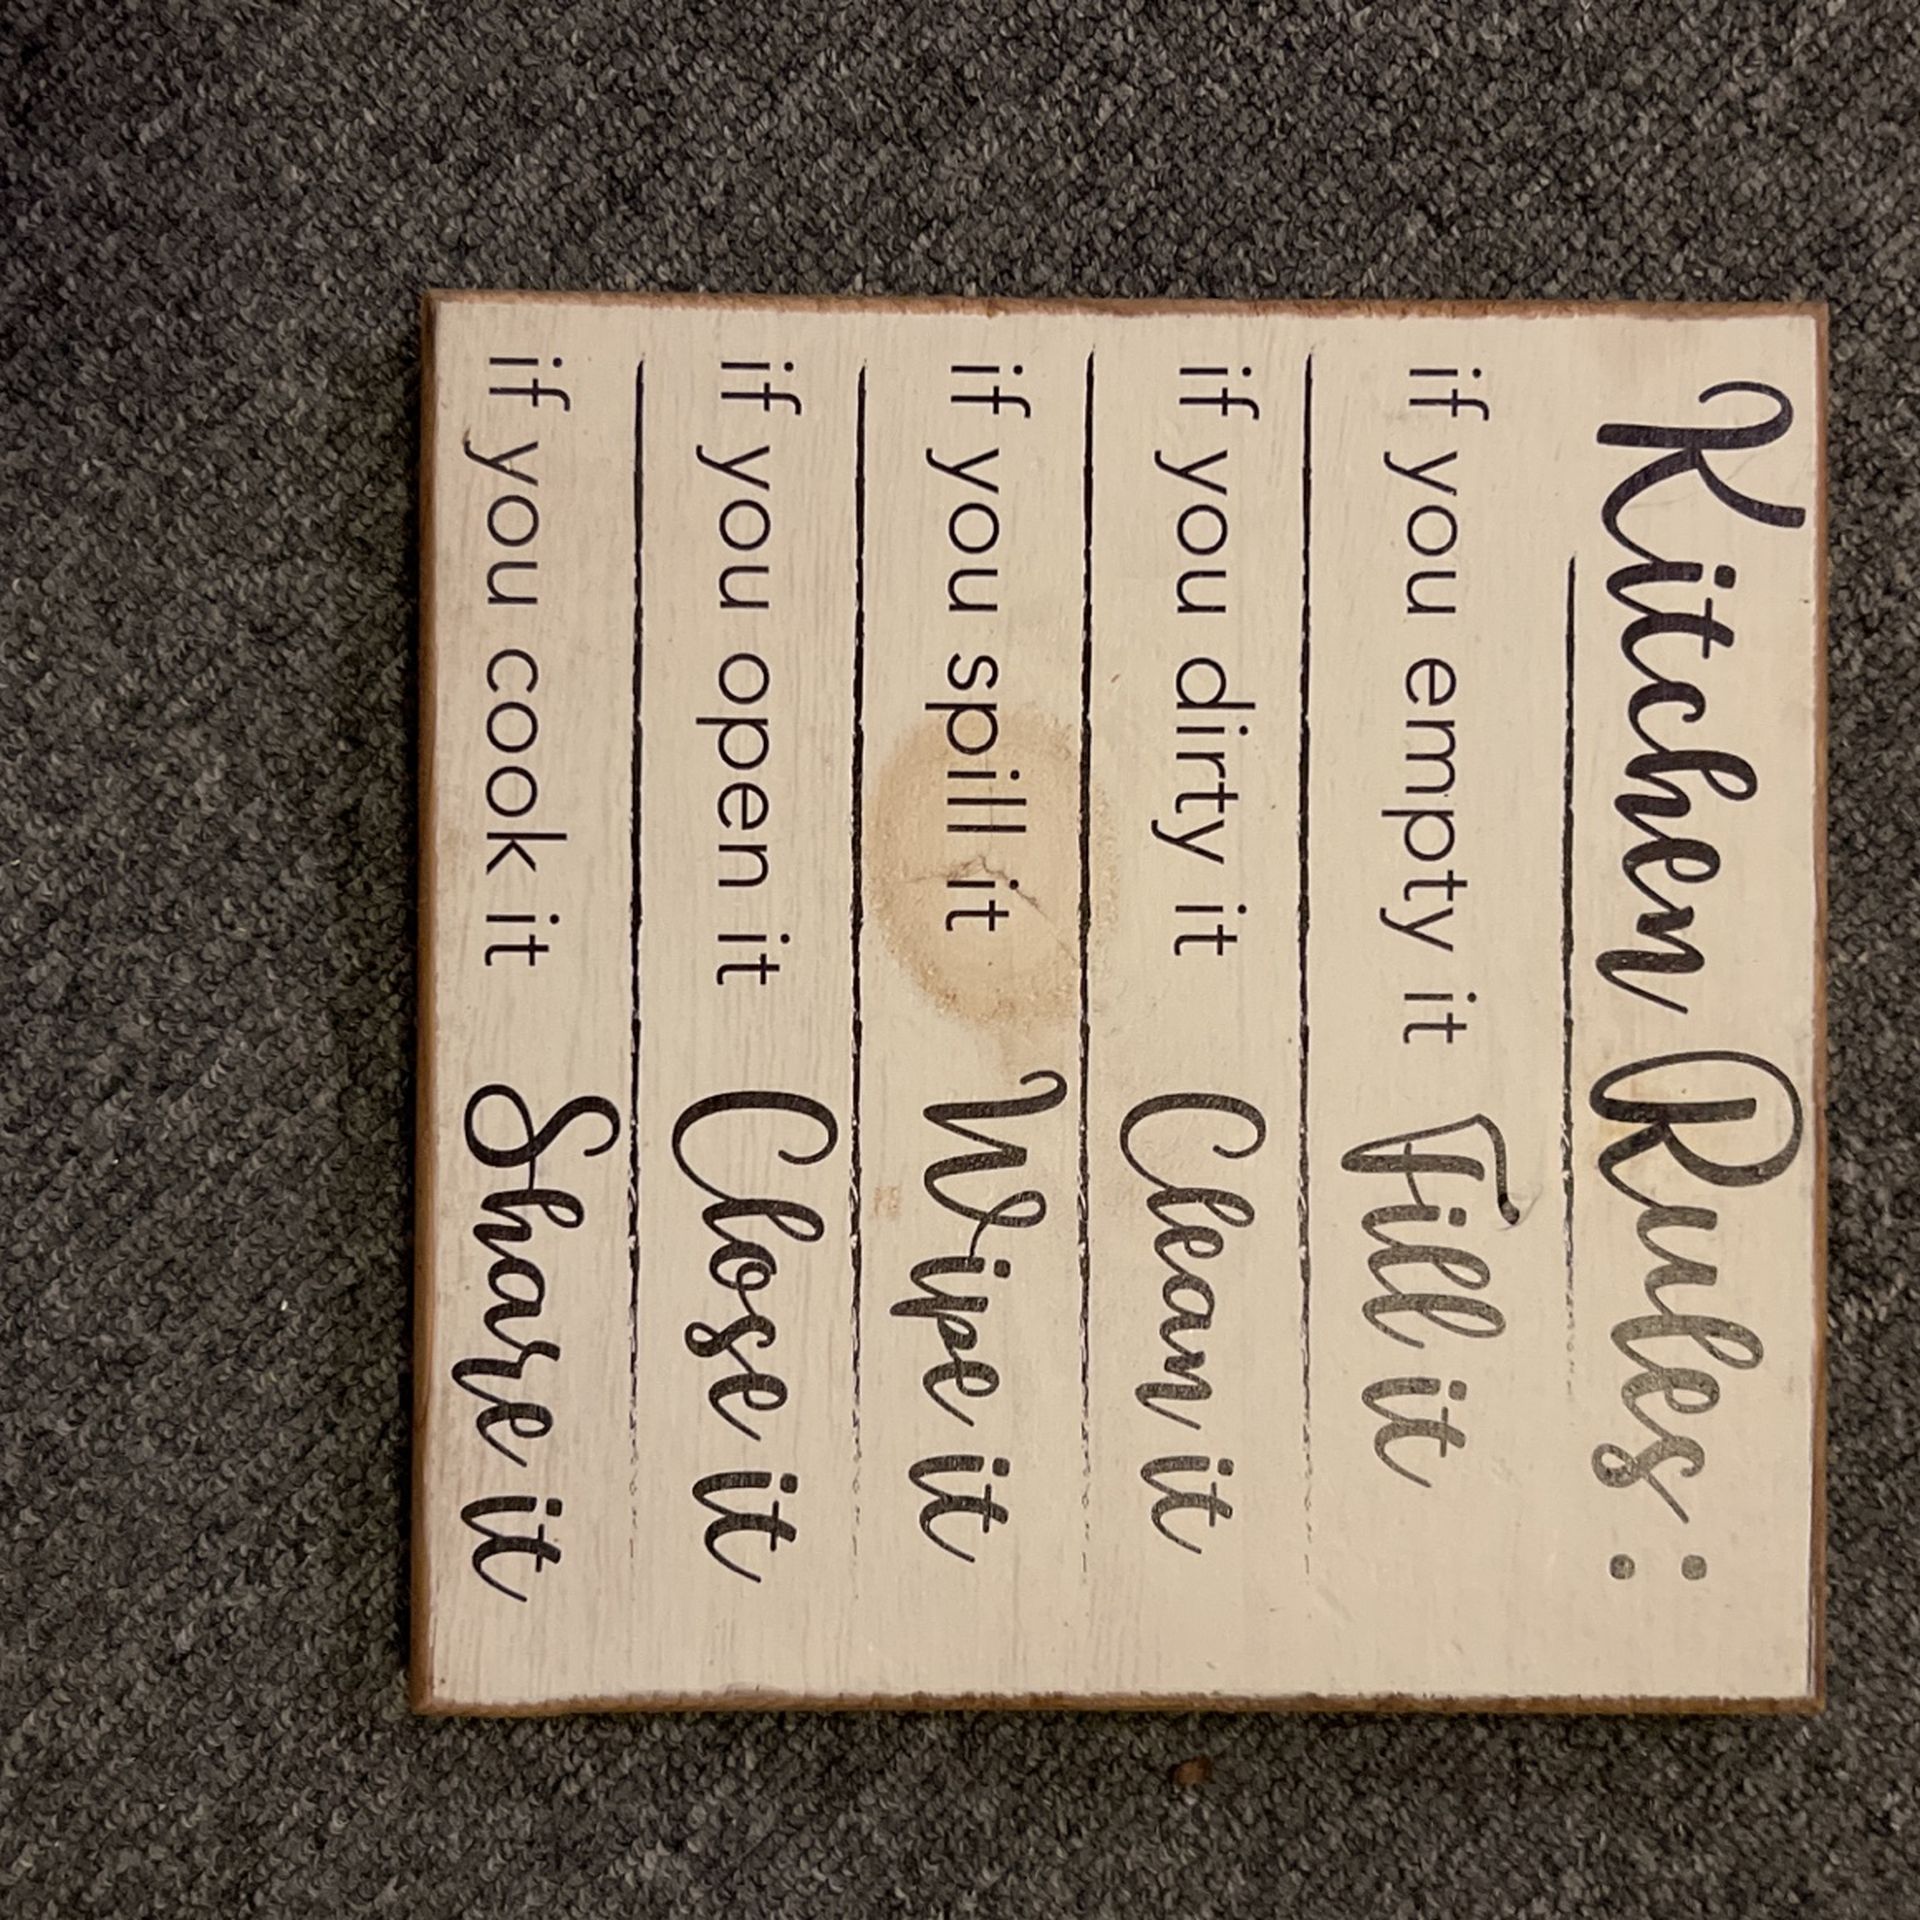 Kitchen Rules:
if you empty it Fill it
if you dirty it Clean it
if you spill it Wipe it
if you open it Close it
if you cook it Share it